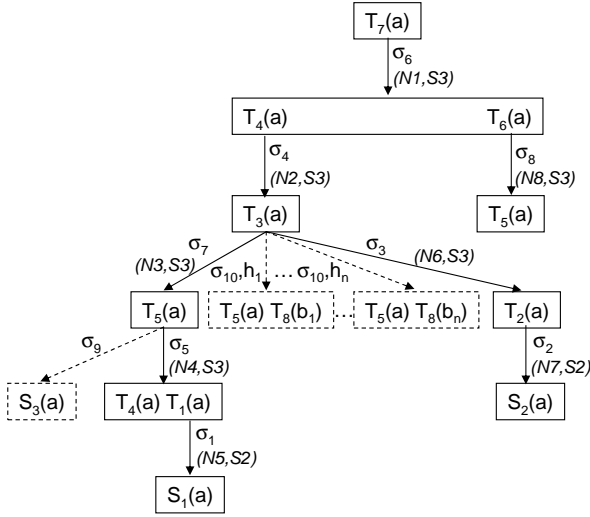 T₇(a)
σ₆
(N1,S3)
T₄(a) T₆(a)
σ₄ σ₈
(N2,S3) (N8,S3)
T₃(a) T₅(a)
σ₇ σ₃
(N3,S3) σ₁₀,h₁ ... σ₁₀,hₙ (N6,S3)
T₅(a) T₅(a) T₈(b₁) ... T₅(a) T₈(bₙ) T₂(a)
σ₉ σ₅ σ₂
(N4,S3) (N7,S2)
S₃(a) T₄(a) T₁(a) S₂(a)
σ₁
(N5,S2)
S₁(a)